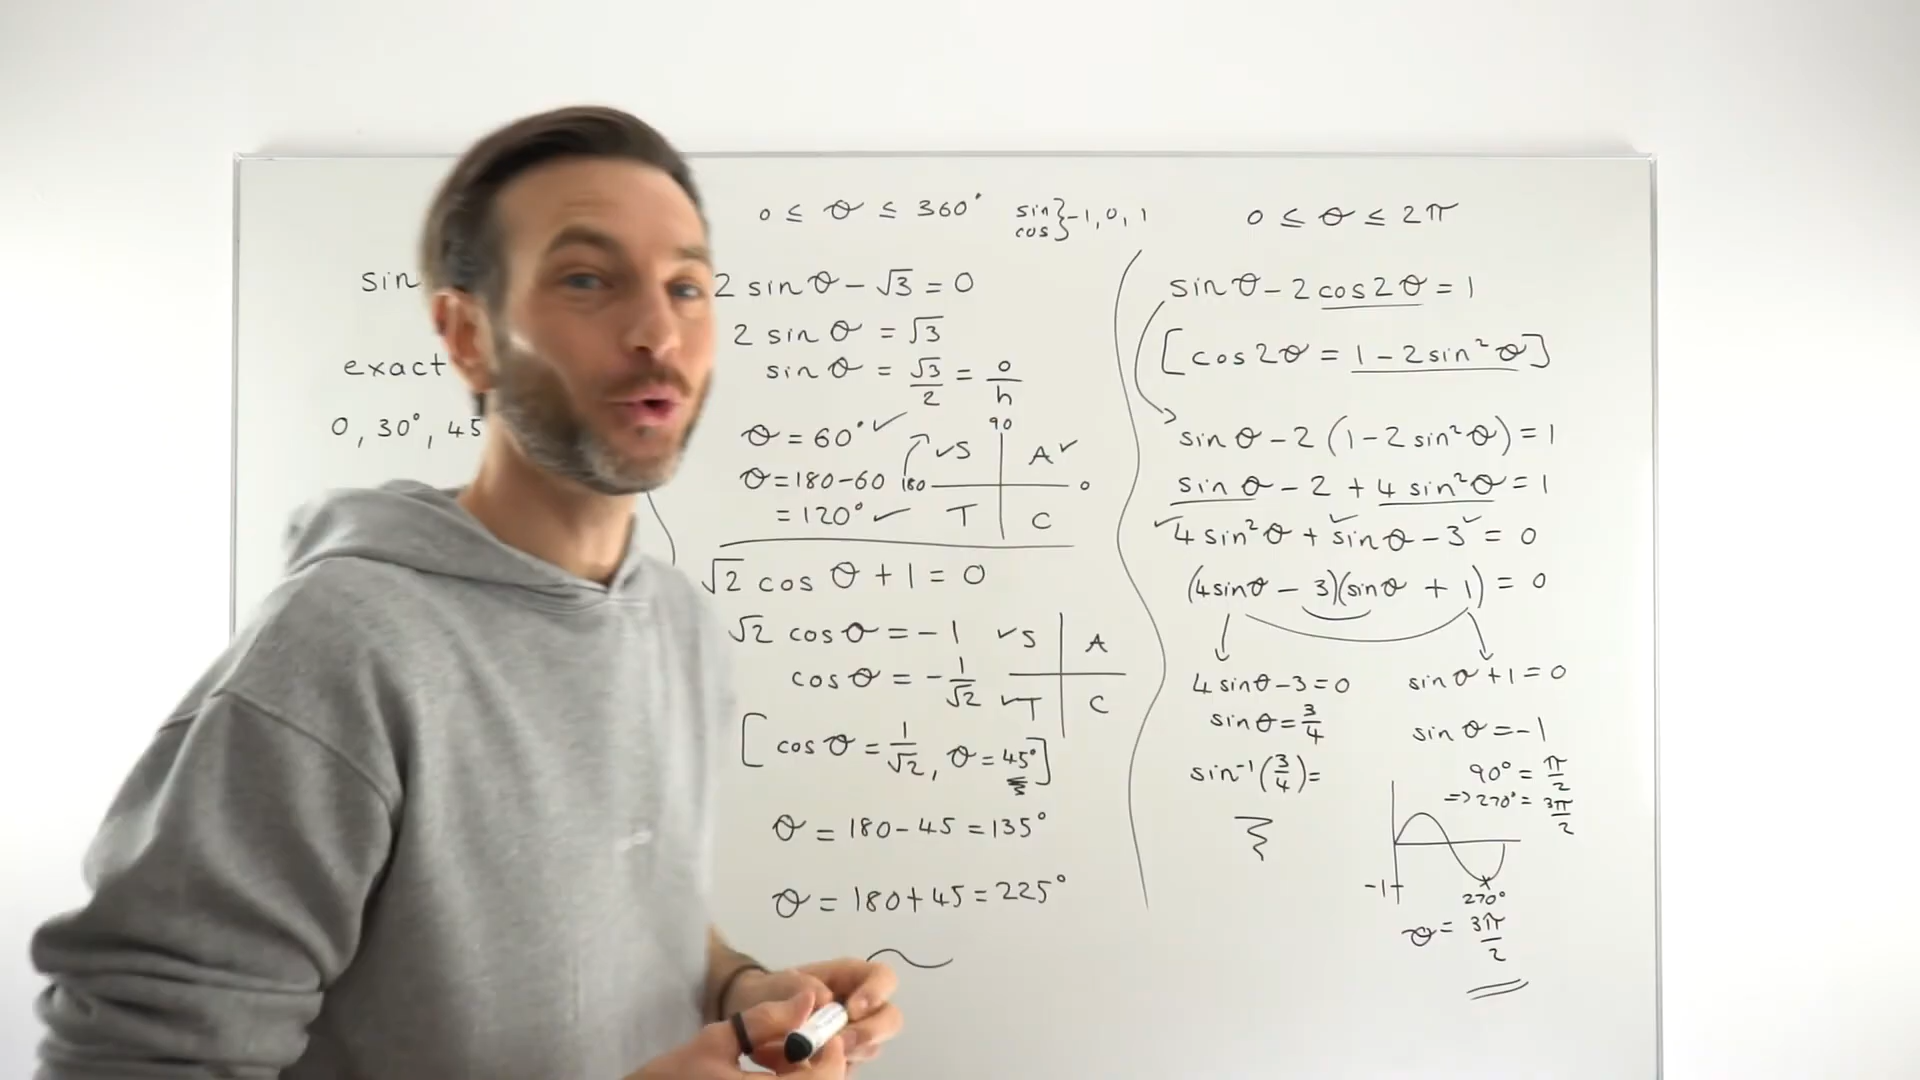 sin
exact
0, 30°, 45
0 ≤ θ ≤ 360°
sin
cos } -1, 0, 1
2 sin θ - √3 = 0
2 sin θ = √3
sin θ = √3/2 = o/h
θ = 60° ✓
θ = 180 - 60
= 120° ✓
90
✓S A✓
180 0
T C
√2 cos θ + 1 = 0
√2 cos θ = -1
cos θ = -1/√2
✓S A
✓T C
[cos θ = 1/√2, θ = 45°]
θ = 180 - 45 = 135°
θ = 180 + 45 = 225°
0 ≤ θ ≤ 2π
sin θ - 2 cos 2θ = 1
[cos 2θ = 1 - 2 sin² θ]
sin θ - 2 (1 - 2 sin² θ) = 1
sin θ - 2 + 4 sin² θ = 1
✓4 sin² θ + ✓sin θ - 3✓ = 0
(4 sin θ - 3)(sin θ + 1) = 0
4 sin θ - 3 = 0
sin θ = 3/4
sin⁻¹(3/4) =
sin θ + 1 = 0
sin θ = -1
90° = π/2
=> 270° = 3π/2
-1
270°
θ = 3π/2